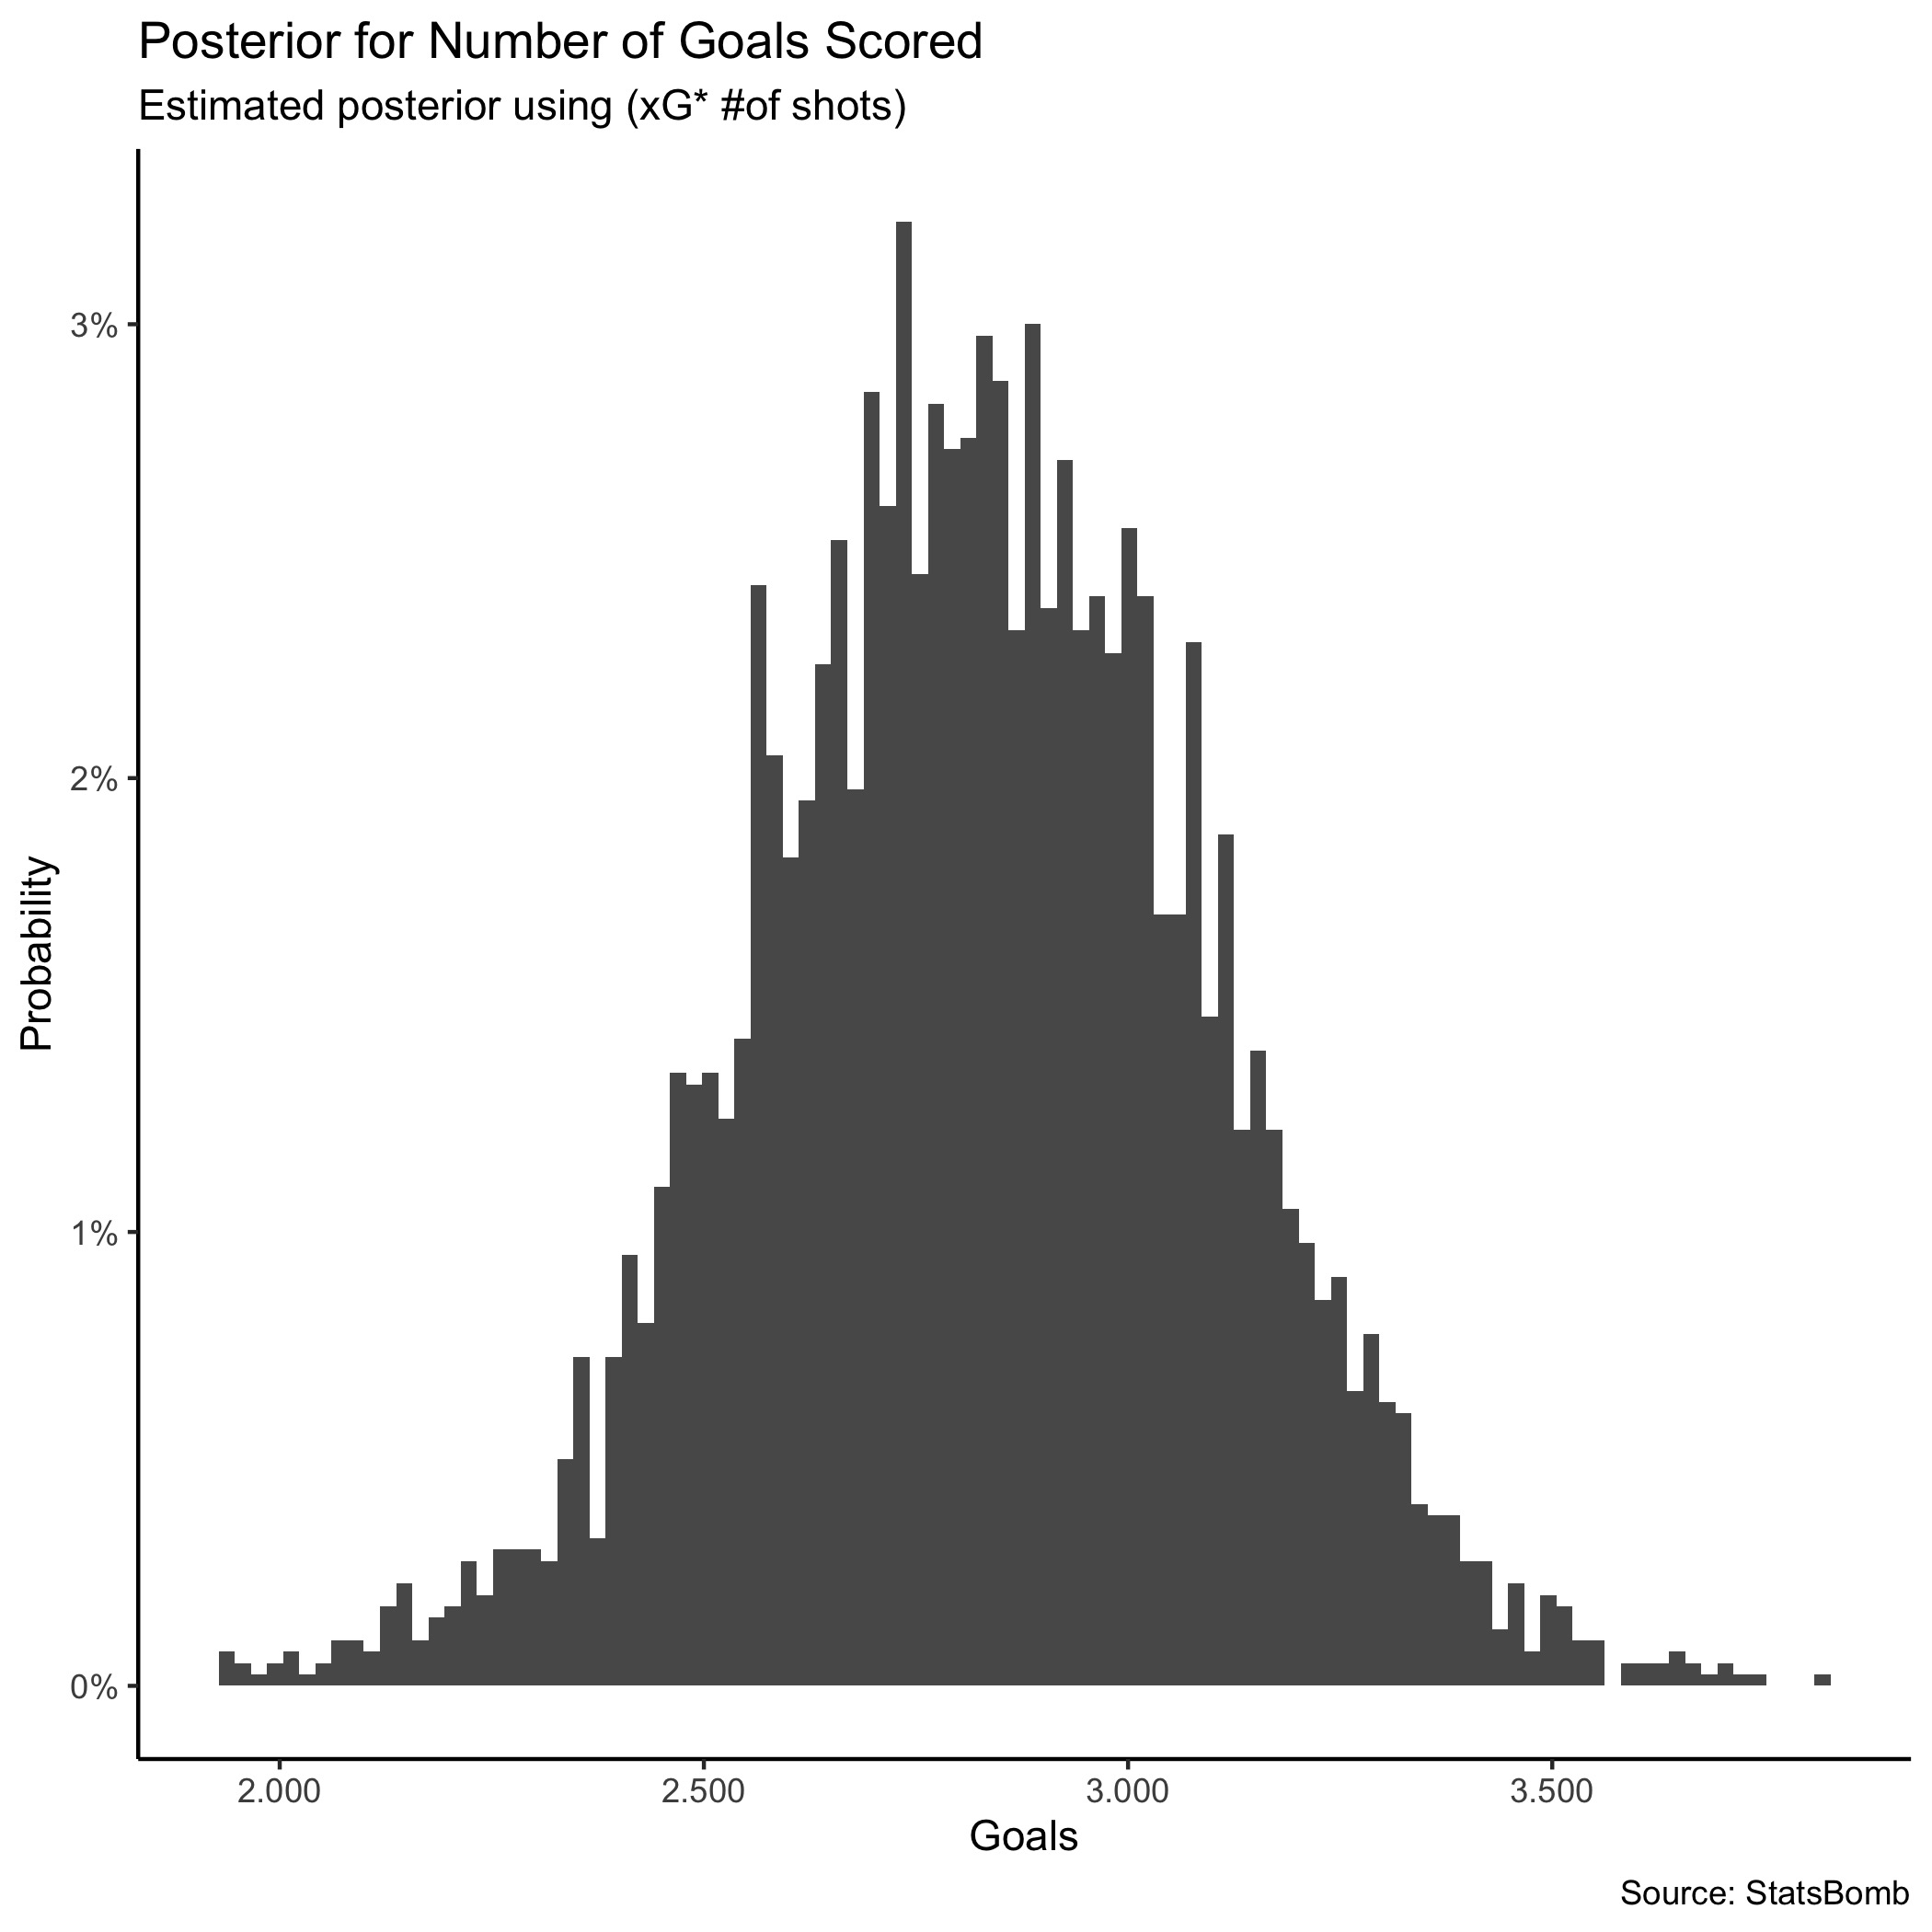 Posterior for Number of Goals Scored
Estimated posterior using (xG* #of shots)
3%
2%
1%
0%
Probability
2.000
2.500
3.000
3.500
Goals
Source: StatsBomb